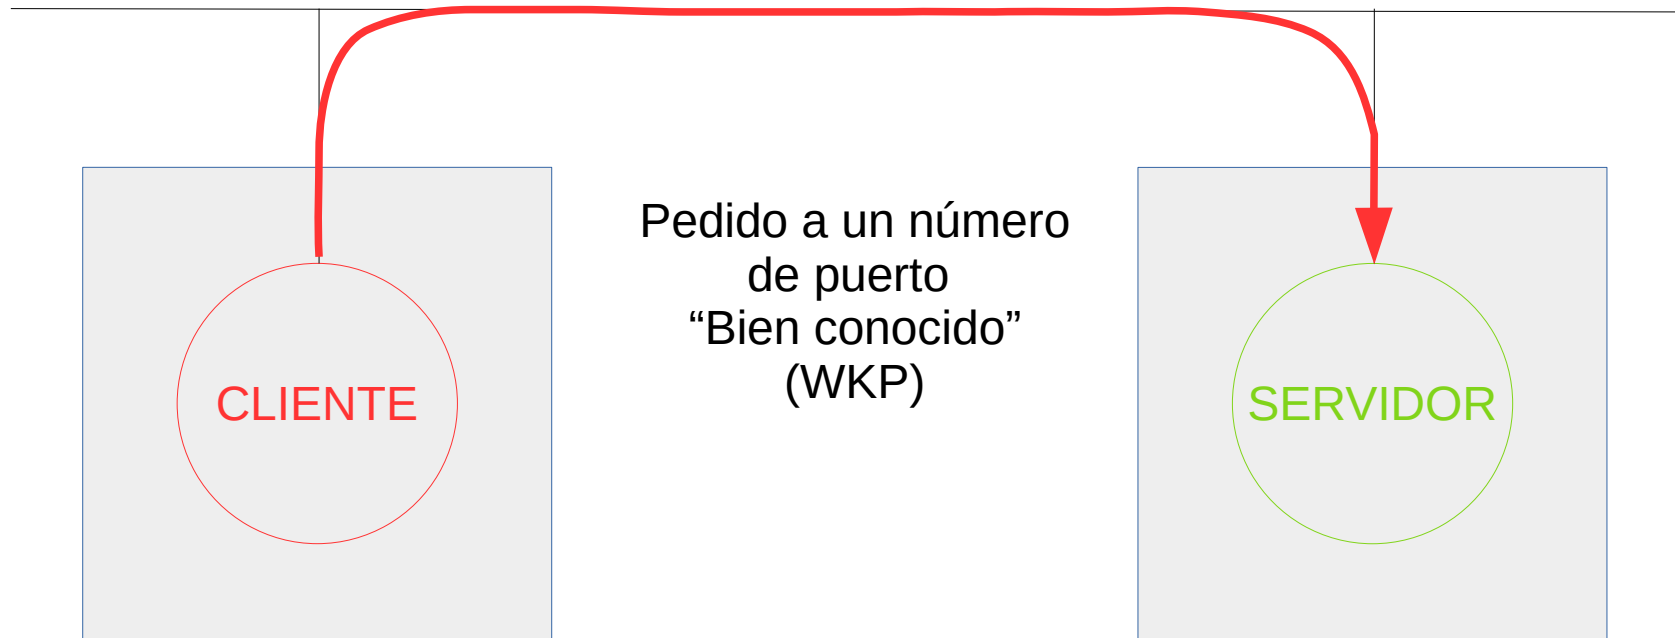 Pedido a un número
de puerto
“Bien conocido”
(WKP)
CLIENTE
SERVIDOR